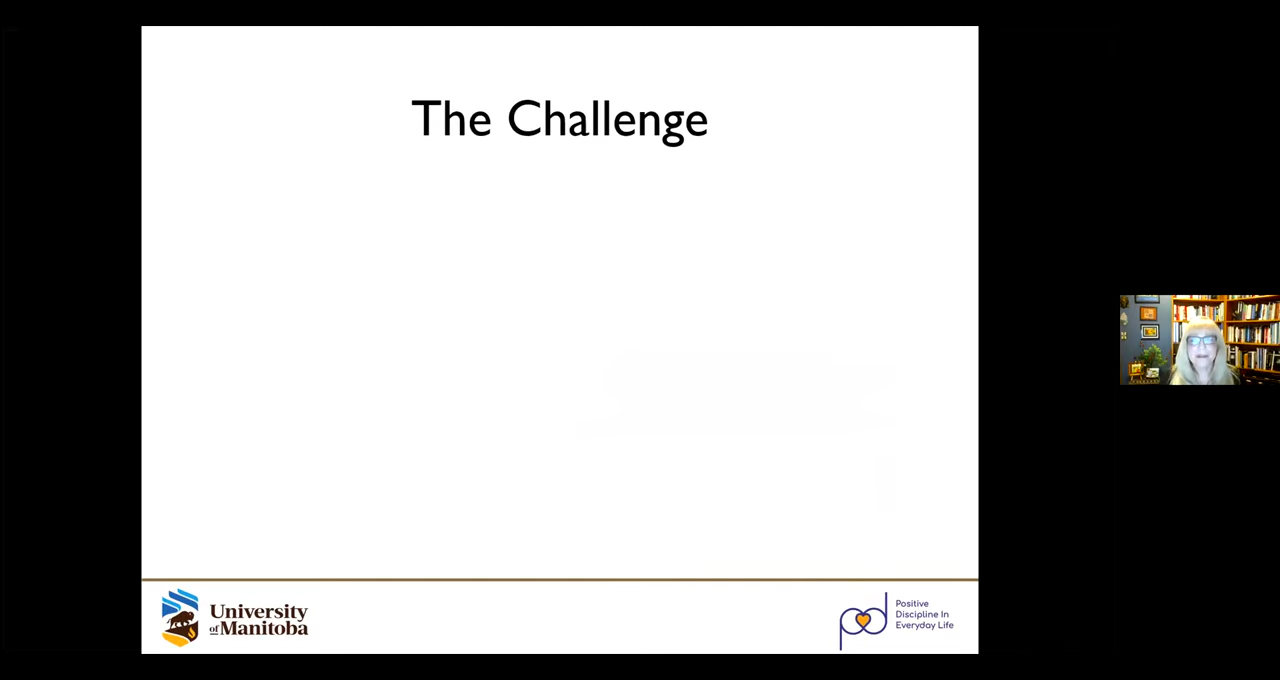 The Challenge
University
of Manitoba
Positive
Discipline In
Everyday Life